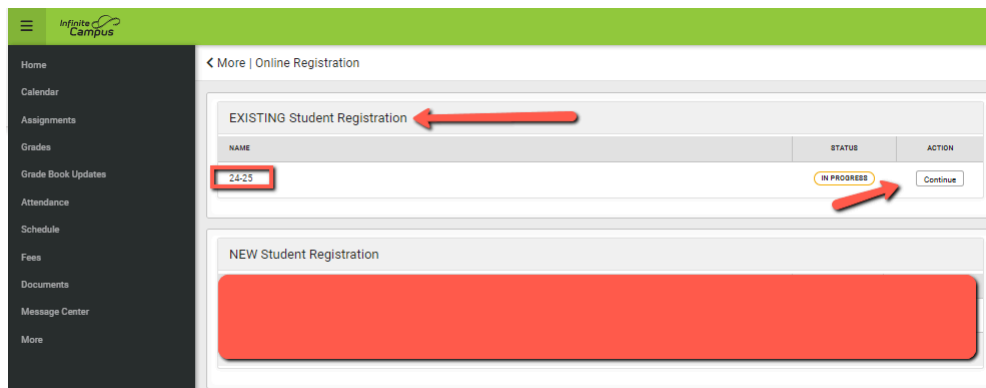 Infinite
Campus
Home
Calendar
Assignments
Grades
Grade Book Updates
Attendance
Schedule
Fees
Documents
Message Center
More
More | Online Registration
EXISTING Student Registration
NAME STATUS ACTION
24-25 IN PROGRESS Continue
NEW Student Registration